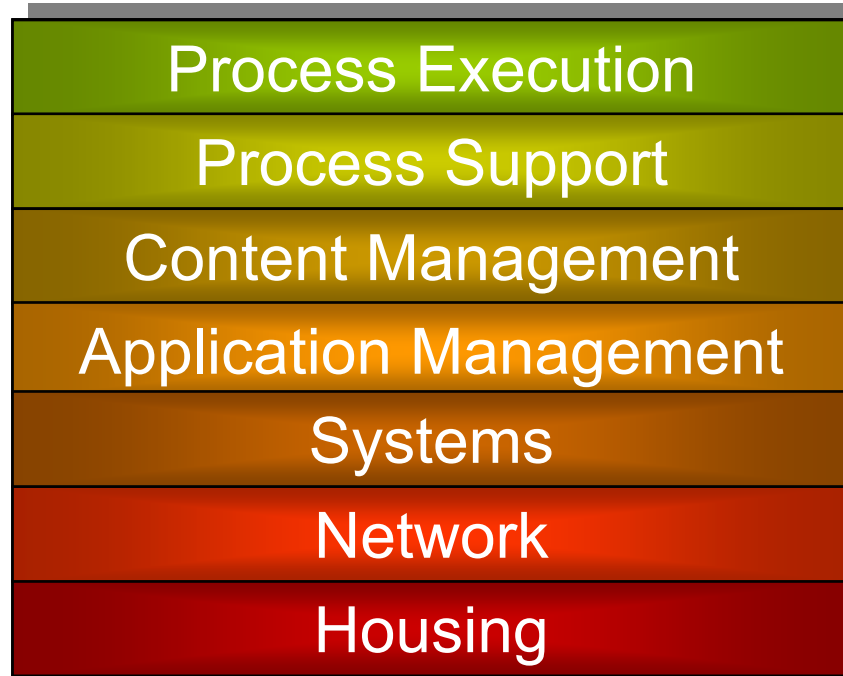 Process Execution
Process Support
Content Management
Application Management
Systems
Network
Housing